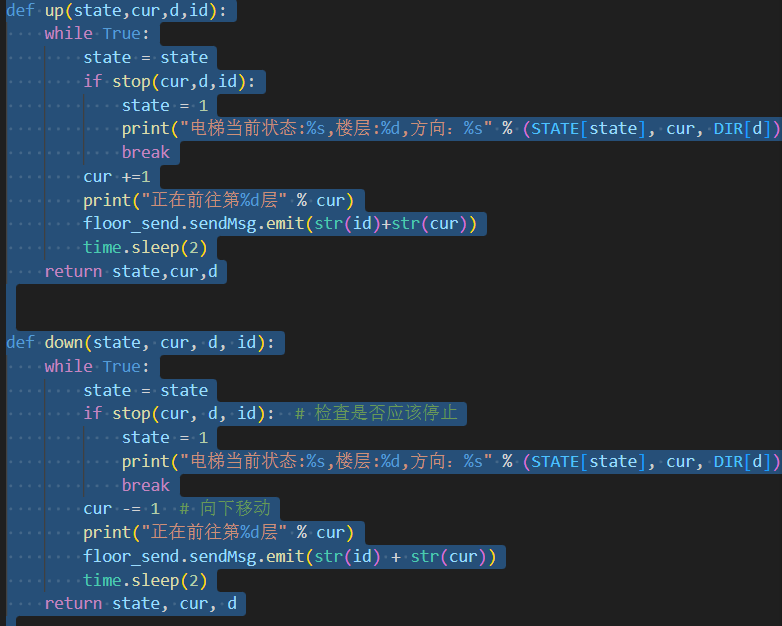 def up(state,cur,d,id):
    while True:
        state = state
        if stop(cur,d,id):
            state = 1
            print("电梯当前状态:%s,楼层:%d,方向：%s" % (STATE[state], cur, DIR[d])
            break
        cur +=1
        print("正在前往第%d层" % cur)
        floor_send.sendMsg.emit(str(id)+str(cur))
        time.sleep(2)
    return state,cur,d
def down(state, cur, d, id):
    while True:
        state = state
        if stop(cur, d, id):  # 检查是否应该停止
            state = 1
            print("电梯当前状态:%s,楼层:%d,方向：%s" % (STATE[state], cur, DIR[d])
            break
        cur -= 1  # 向下移动
        print("正在前往第%d层" % cur)
        floor_send.sendMsg.emit(str(id) + str(cur))
        time.sleep(2)
    return state, cur, d